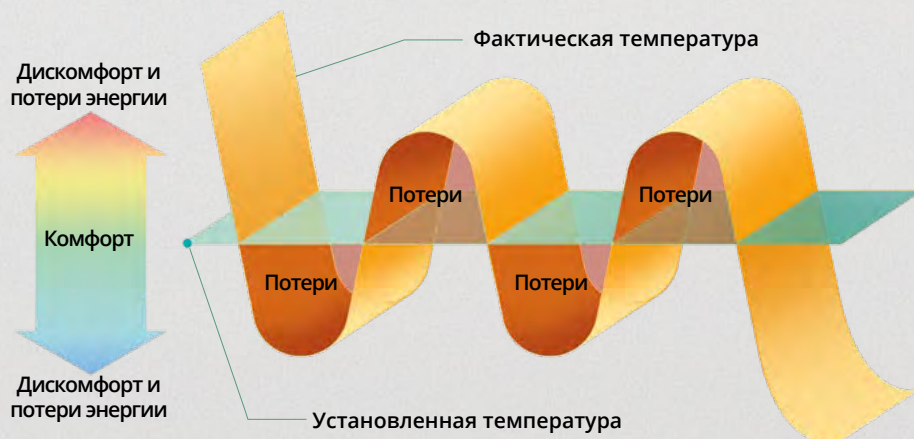 Фактическая температура
Дискомфорт и
потери энергии
Потери
Потери
Комфорт
Потери
Потери
Дискомфорт и
потери энергии
Установленная температура